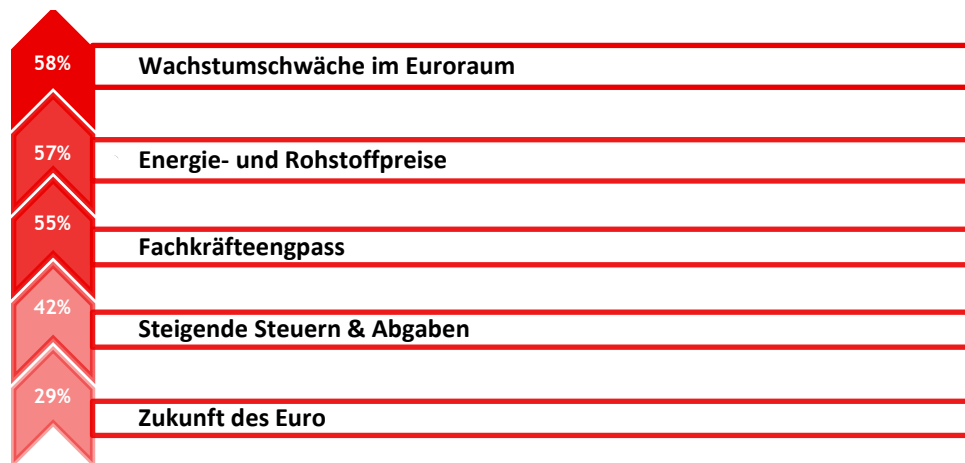 58%
Wachstumschwäche im Euroraum
57%
Energie- und Rohstoffpreise
55%
Fachkräfteengpass
42%
Steigende Steuern & Abgaben
29%
Zukunft des Euro